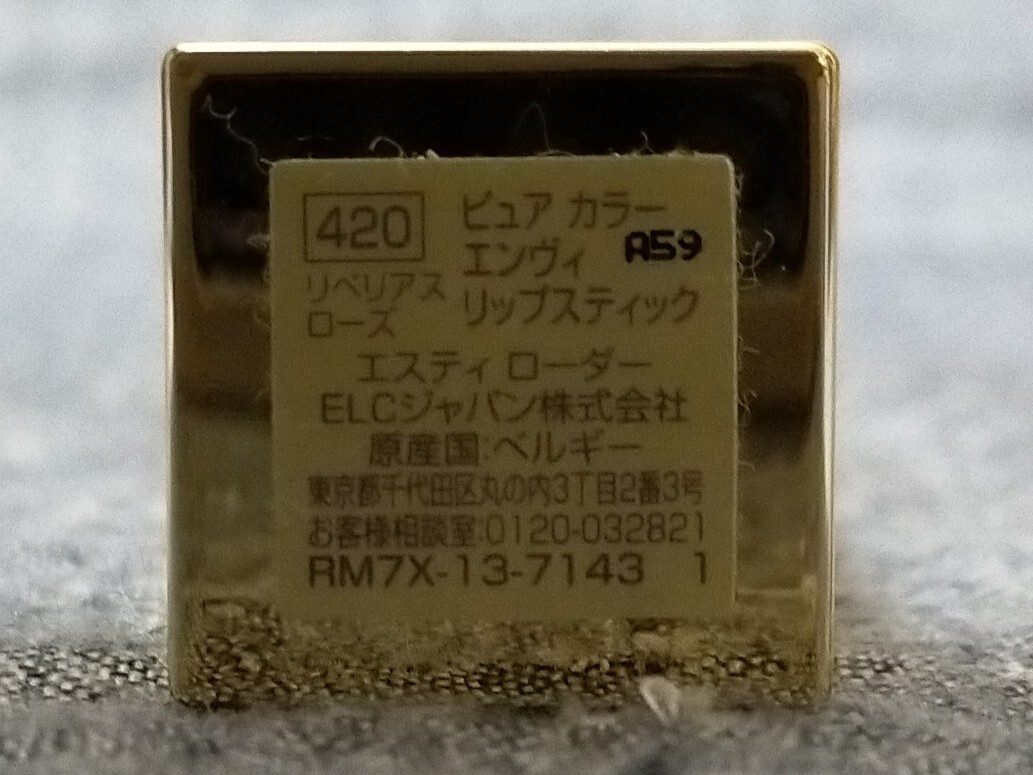 420
リベリアス
ローズ
ピュア カラー
エンヴィ
リップスティック
A59
エスティ ローダー
ELCジャパン株式会社
原産国:ベルギー
東京都千代田区丸の内3丁目2番3号
お客様相談室:0120-032821
RM7X-13-7143 1